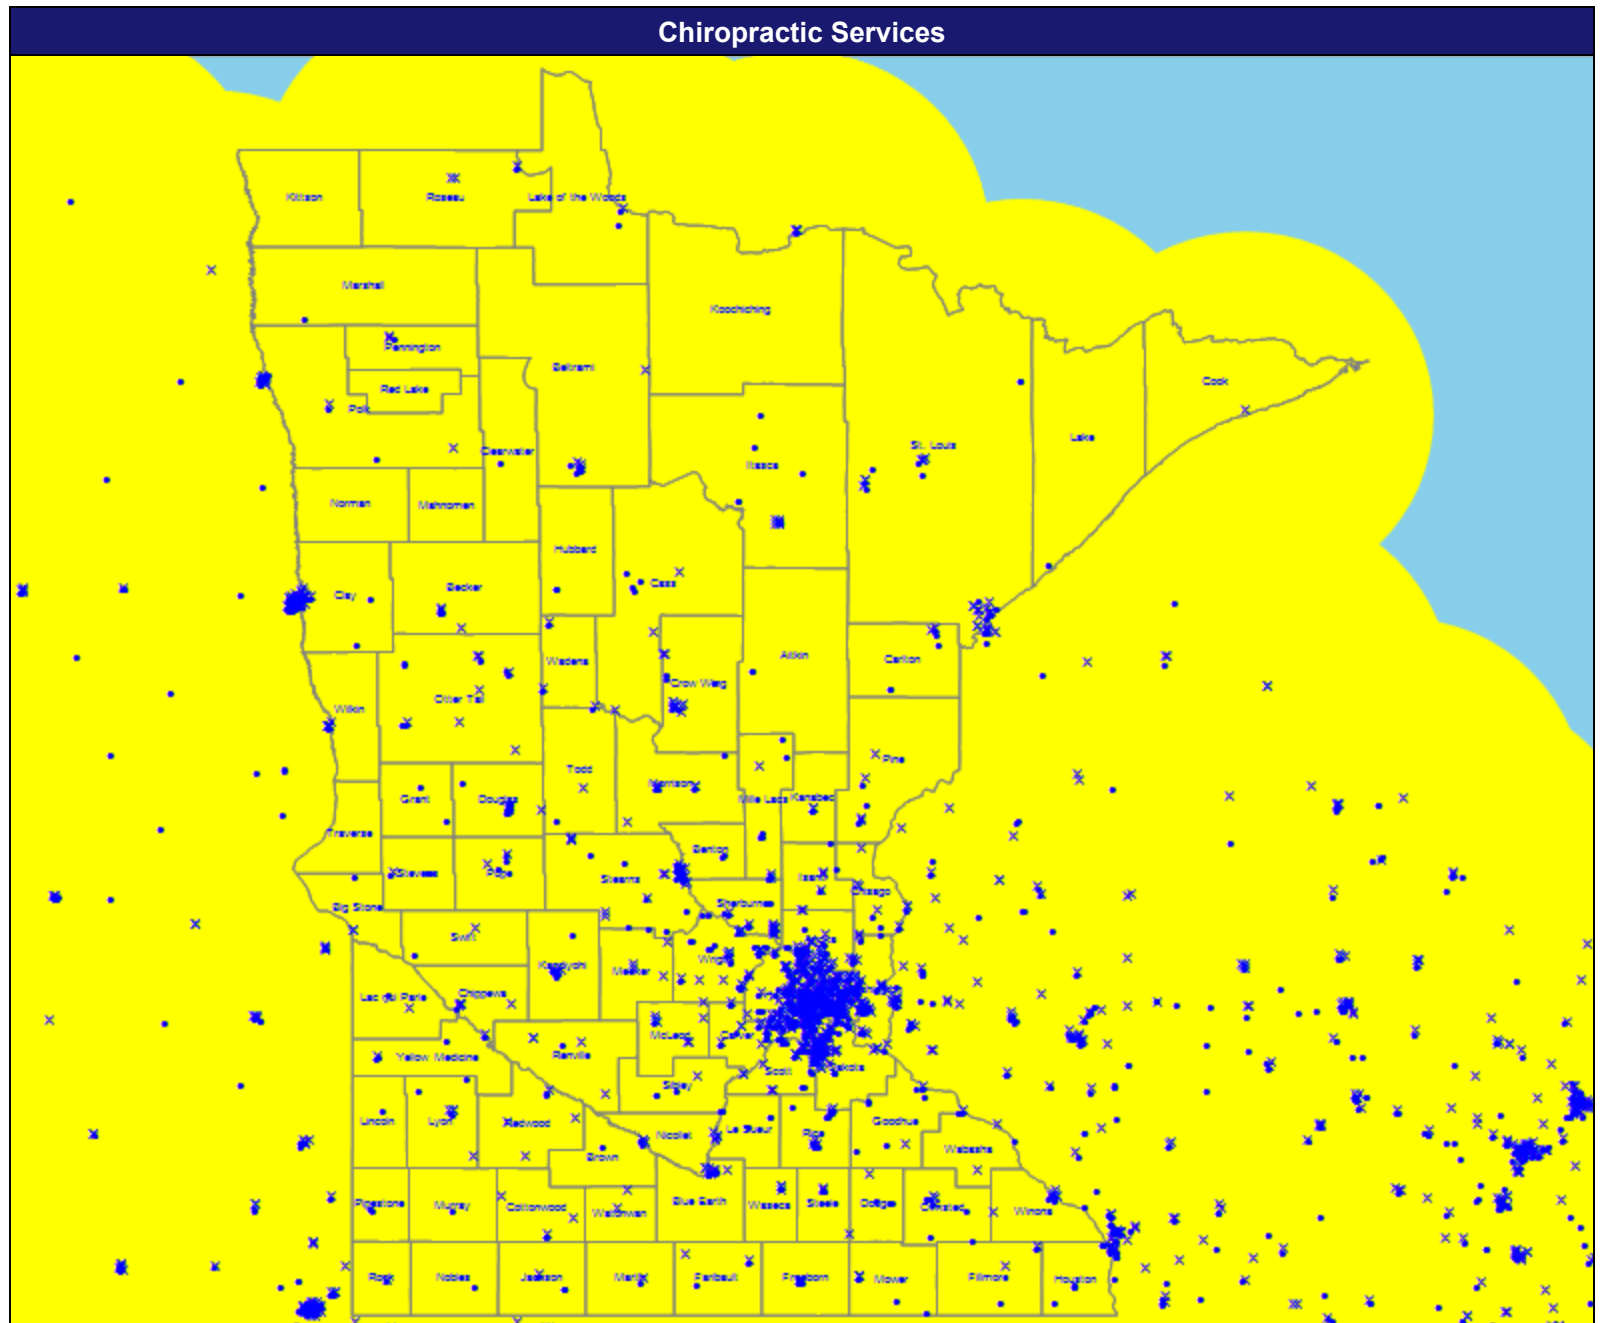 Chiropractic Services
Kittson
Roseau
Lake of the Woods
Marshall
Koochiching
Pennington
Beltrami
Red Lake
Cook
Polk
Lake
St. Louis
Clearwater
Itasca
Norman
Mahnomen
Hubbard
Cass
Becker
Clay
Aitkin
Carlton
Wadena
Crow Wing
Otter Tail
Wilkin
Pine
Todd
Morrison
Grant
Douglas
Mille Lacs
Kanabec
Traverse
Benton
Stevens
Pope
Stearns
Isanti
Chisago
Sherburne
Big Stone
Swift
Kandiyohi
Meeker
Lac qui Parle
Chippewa
McLeod
Carver
Renville
Yellow Medicine
Scott
Dakota
Sibley
Lincoln
Lyon
Redwood
Le Sueur
Rice
Goodhue
Nicollet
Brown
Wabasha
Pipestone
Murray
Cottonwood
Watonwan
Blue Earth
Waseca
Steele
Dodge
Olmsted
Winona
Rock
Nobles
Jackson
Martin
Faribault
Freeborn
Mower
Fillmore
Houston